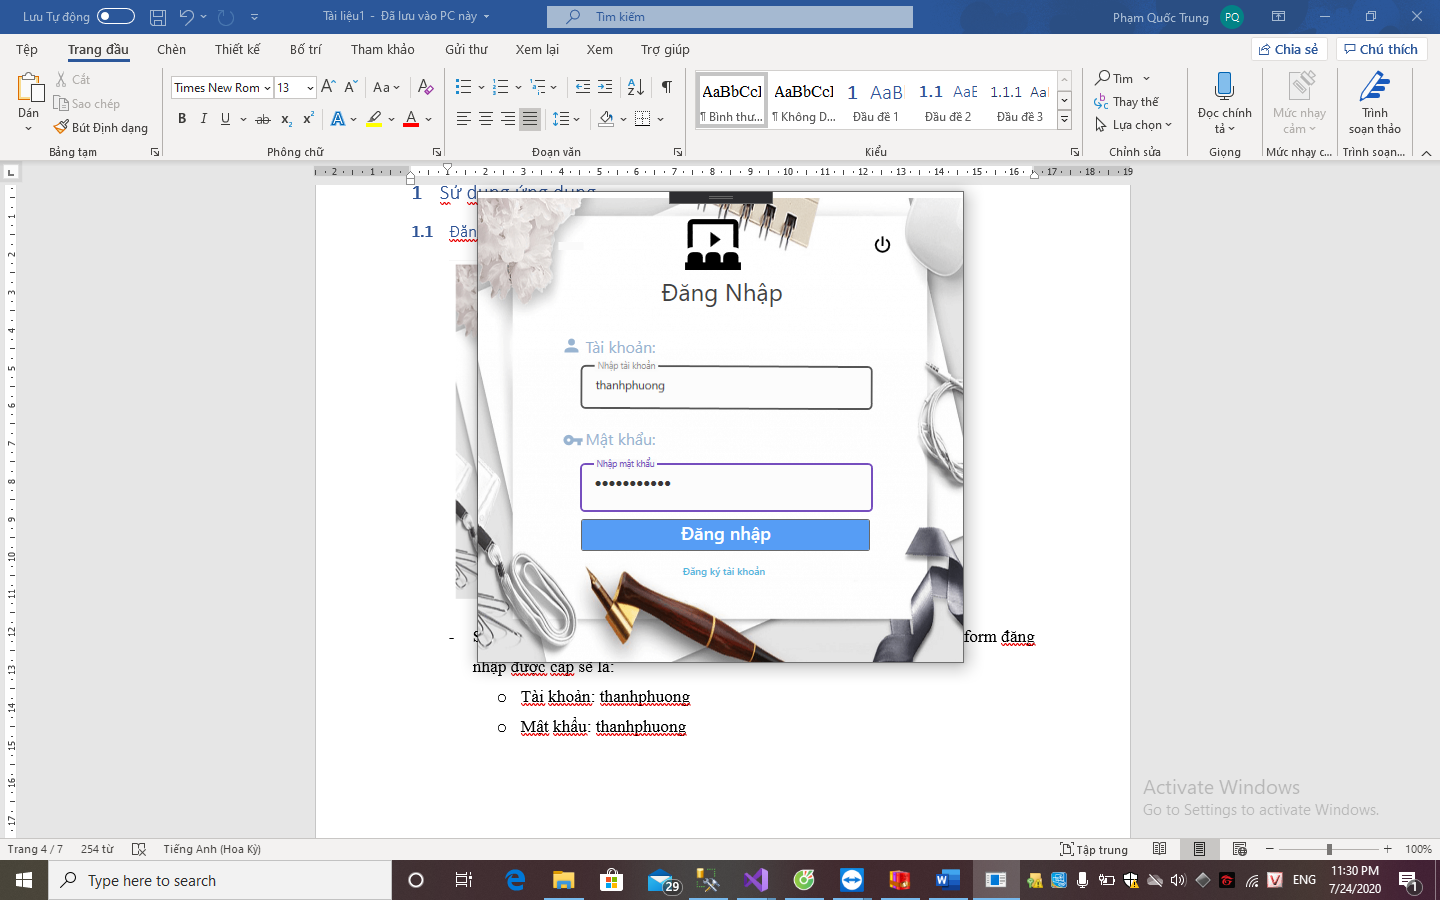 Lưu Tự động
Tài liệu1 - Đã lưu vào PC này
Tìm kiếm
Phạm Quốc Trung
PQ
Tệp
Trang đầu
Chèn
Thiết kế
Bố trí
Tham khảo
Gửi thư
Xem lại
Xem
Trợ giúp
Chia sẻ
Chú thích
Dán
Cắt
Sao chép
Bút Định dạng
Bảng tạm
Times New Rom
13
Phông chữ
Đoạn văn
AaBbCcI
¶ Bình thư...
AaBbCcI
¶ Không D...
1 AaBI
Đầu đề 1
1.1 AaE
Đầu đề 2
1.1.1 Aa
Đầu đề 3
Kiểu
Tìm
Thay thế
Lựa chọn
Chỉnh sửa
Đọc chính
tả
Giọng
Mức nhạy
cảm
Mức nhạy c...
Trình
soạn thảo
Trình soạn...
1 Sử dụng ứng dụng
1.1 Đăn
Đăng Nhập
Tài khoản:
Nhập tài khoản
thanhphuong
Mật khẩu:
Nhập mật khẩu
•••••••••••
Đăng nhập
Đăng ký tài khoản
- S form đăng
nhập được cấp sẽ là:
o Tài khoản: thanhphuong
o Mật khẩu: thanhphuong
Activate Windows
Go to Settings to activate Windows.
Trang 4 / 7
254 từ
Tiếng Anh (Hoa Kỳ)
Tập trung
100%
Type here to search
29
ENG
11:30 PM
7/24/2020
1